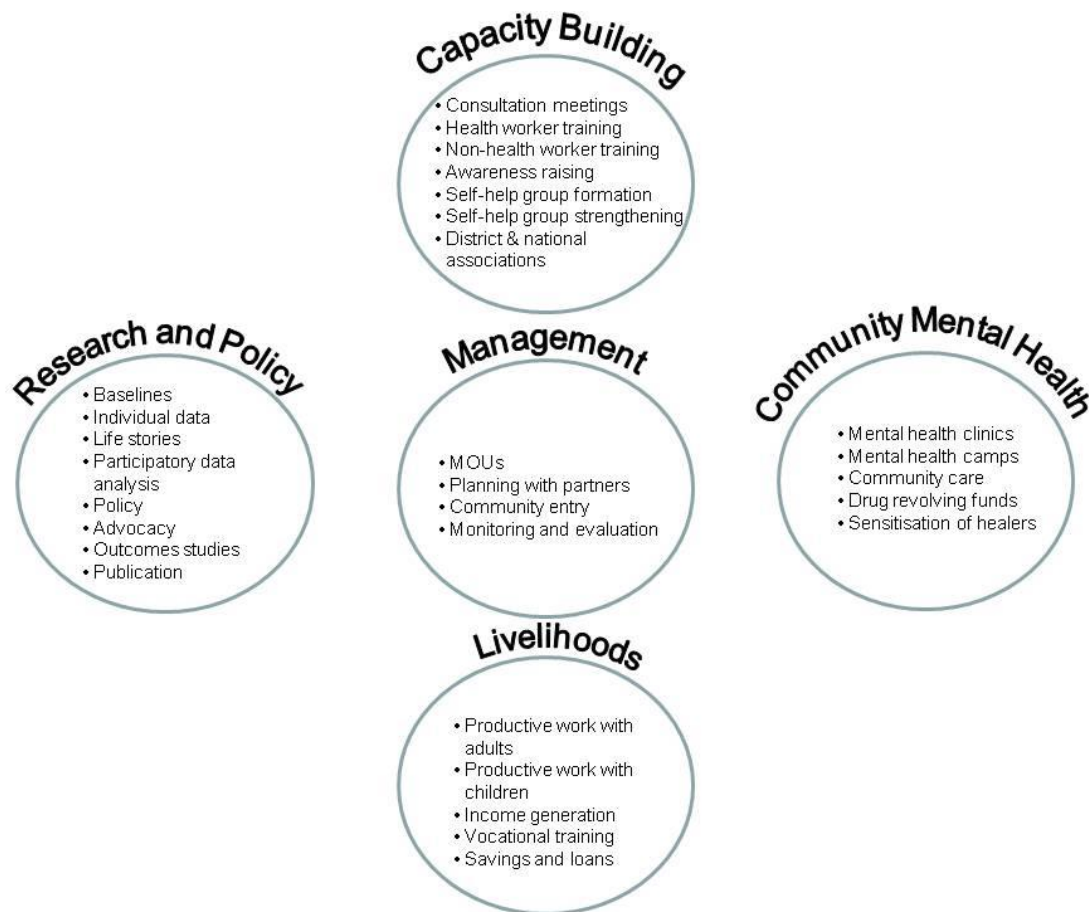 Capacity Building
• Consultation meetings
• Health worker training
• Non-health worker training
• Awareness raising
• Self-help group formation
• Self-help group strengthening
• District & national
associations
Research and Policy
• Baselines
• Individual data
• Life stories
• Participatory data
analysis
• Policy
• Advocacy
• Outcomes studies
• Publication
Management
• MOUs
• Planning with partners
• Community entry
• Monitoring and evaluation
Community Mental Health
• Mental health clinics
• Mental health camps
• Community care
• Drug revolving funds
• Sensitisation of healers
Livelihoods
• Productive work with
adults
• Productive work with
children
• Income generation
• Vocational training
• Savings and loans